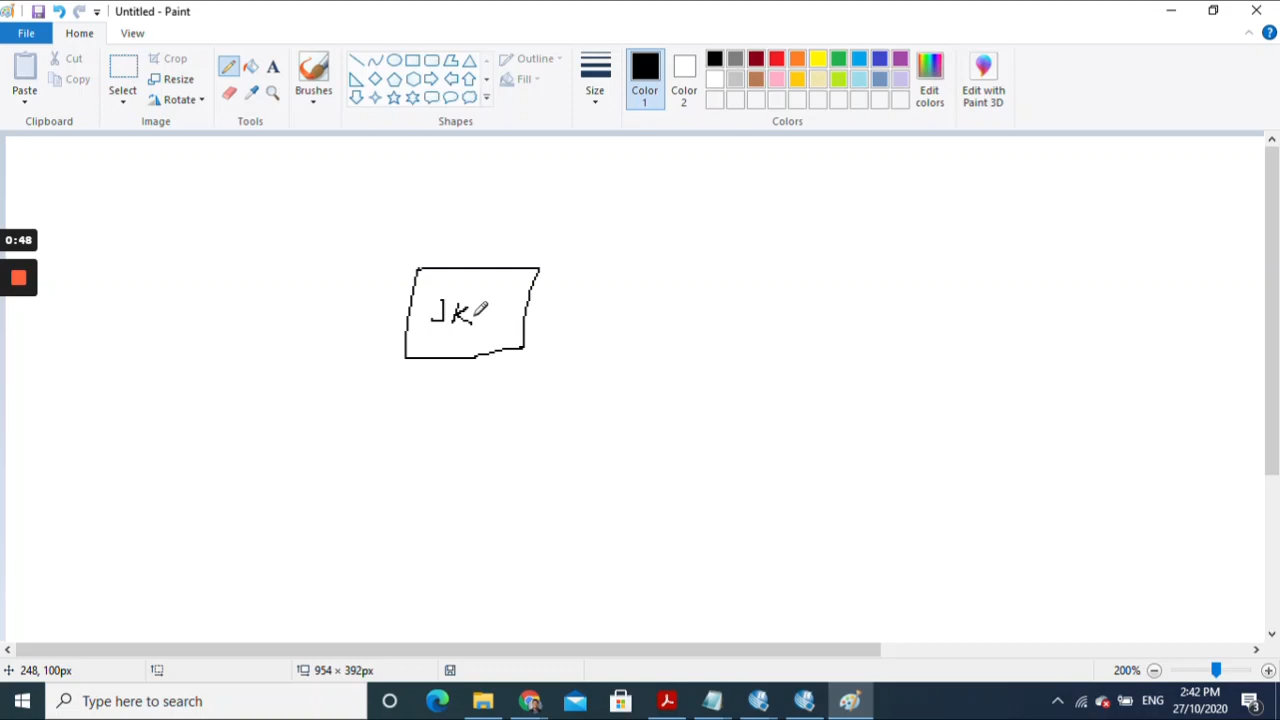 Untitled - Paint
File
Home
View
Paste
Cut
Copy
Clipboard
Select
Crop
Resize
Rotate
Image
Tools
Brushes
Shapes
Outline
Fill
Size
Color 1
Color 2
Colors
Edit colors
Edit with Paint 3D
0:48
JK
248, 100px
954 × 392px
200%
Type here to search
ENG
2:42 PM
27/10/2020
3